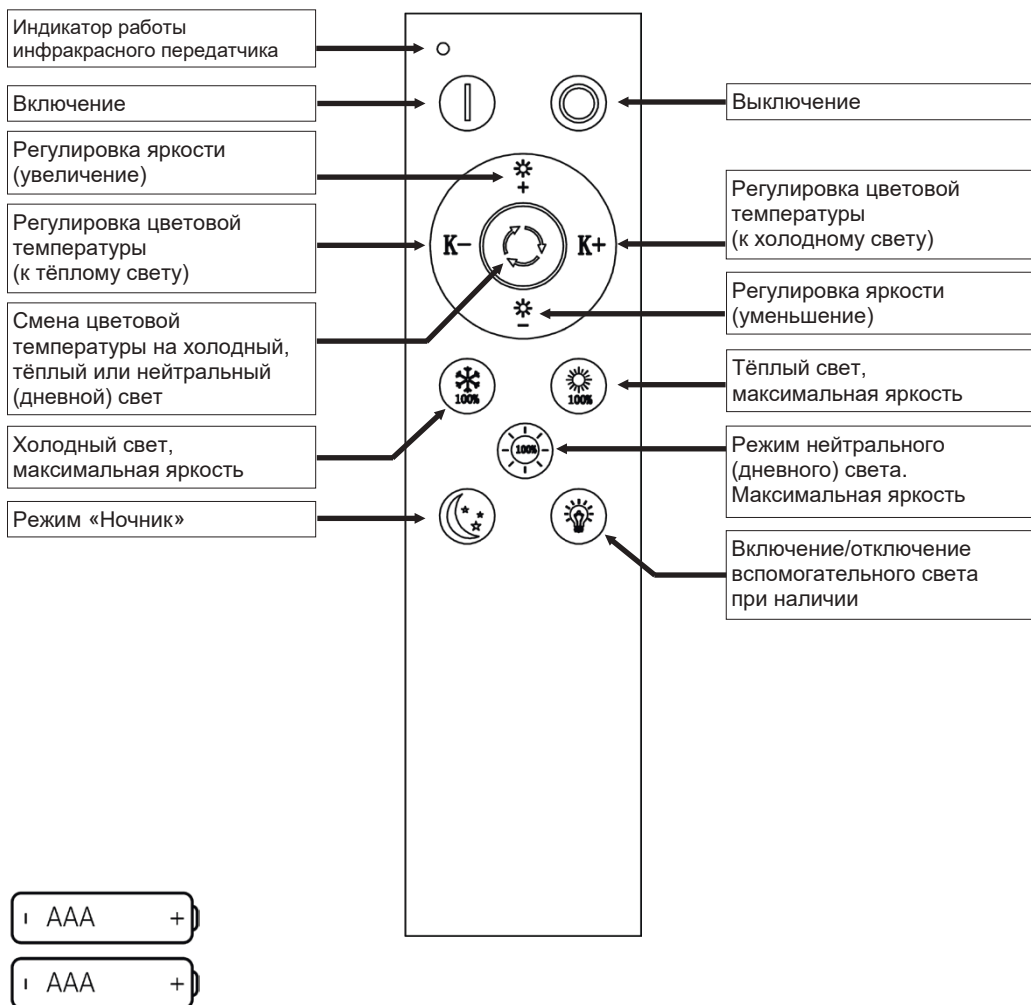 Индикатор работы
инфракрасного передатчика
Включение
Выключение
Регулировка яркости
(увеличение)
+
Регулировка цветовой
температуры
(к тёплому свету)
K−
K+
Регулировка цветовой
температуры
(к холодному свету)
−
Регулировка яркости
(уменьшение)
Смена цветовой
температуры на холодный,
тёплый или нейтральный
(дневной) свет
100%
100%
Тёплый свет,
максимальная яркость
Холодный свет,
максимальная яркость
100%
Режим нейтрального
(дневного) света.
Максимальная яркость
Режим «Ночник»
Включение/отключение
вспомогательного света
при наличии
- AAA +
- AAA +